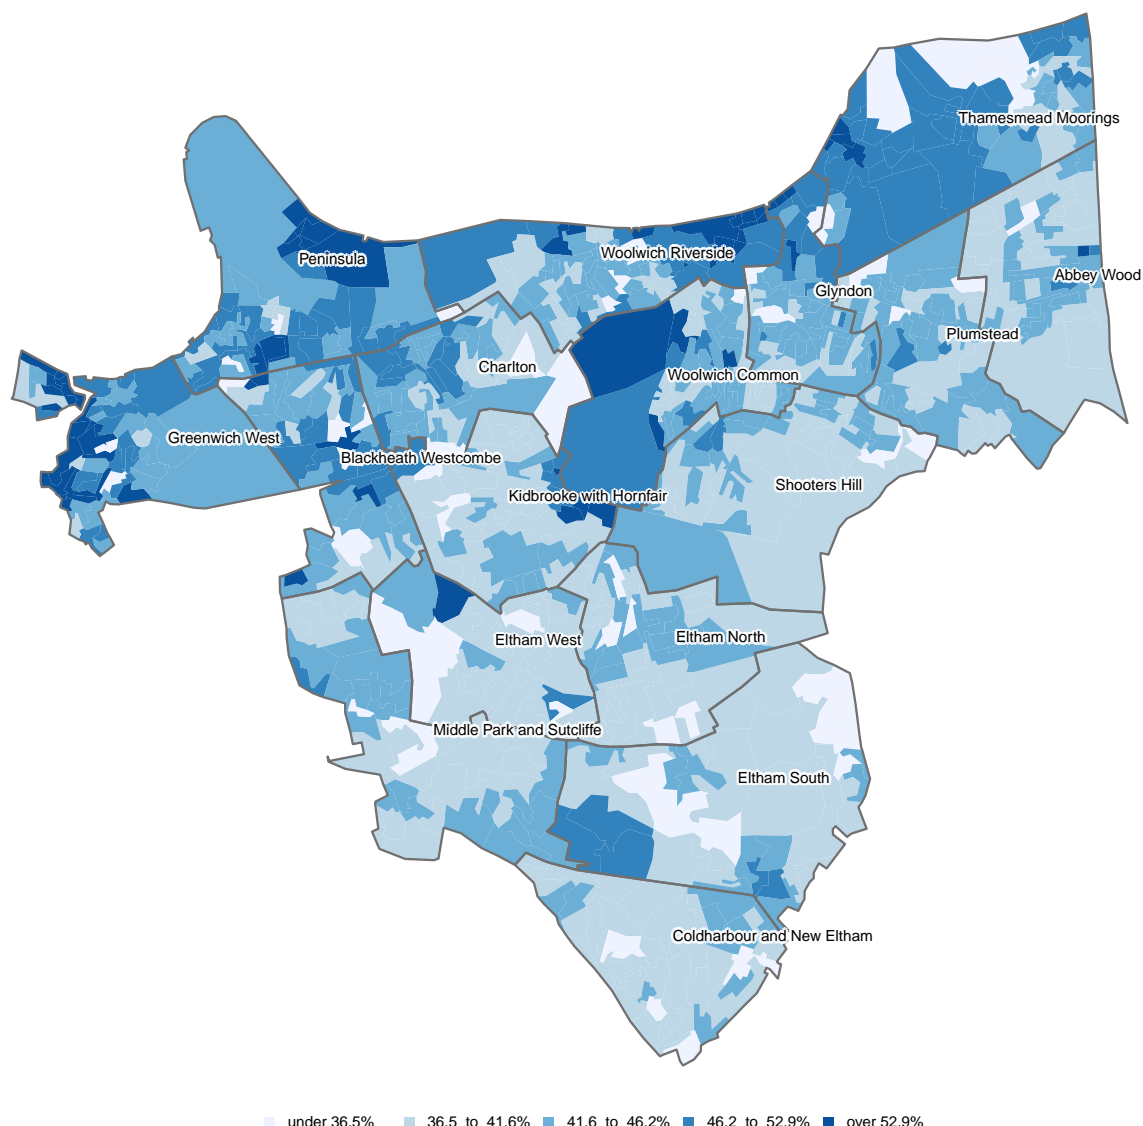 Thamesmead Moorings
Peninsula
Woolwich Riverside
Abbey Wood
Glyndon
Plumstead
Charlton
Woolwich Common
Greenwich West
Blackheath Westcombe
Shooters Hill
Kidbrooke with Hornfair
Eltham West
Eltham North
Middle Park and Sutcliffe
Eltham South
Coldharbour and New Eltham
under 36.5% 36.5 to 41.6% 41.6 to 46.2% 46.2 to 52.9% over 52.9%